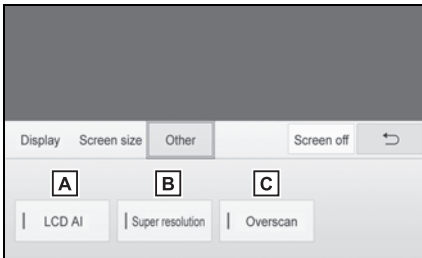 Display Screen size Other Screen off
A B C
LCD AI Super resolution Overscan